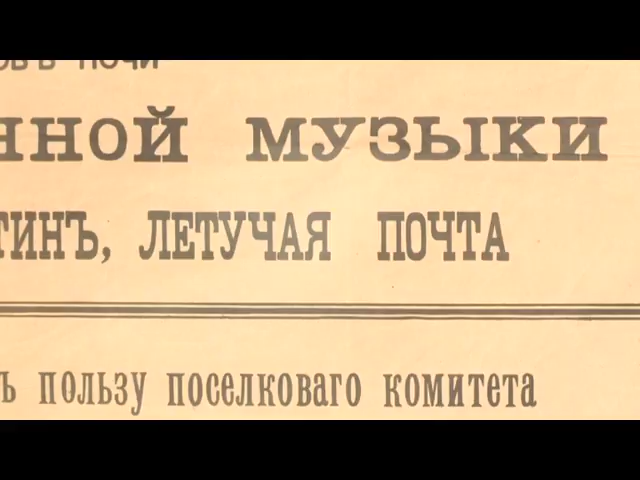 ННОЙ МУЗЫКИ
ТИНЪ, ЛЕТУЧАЯ ПОЧТА
Ъ ПОЛЬЗУ ПОСЕЛКОВАГО КОМИТЕТА